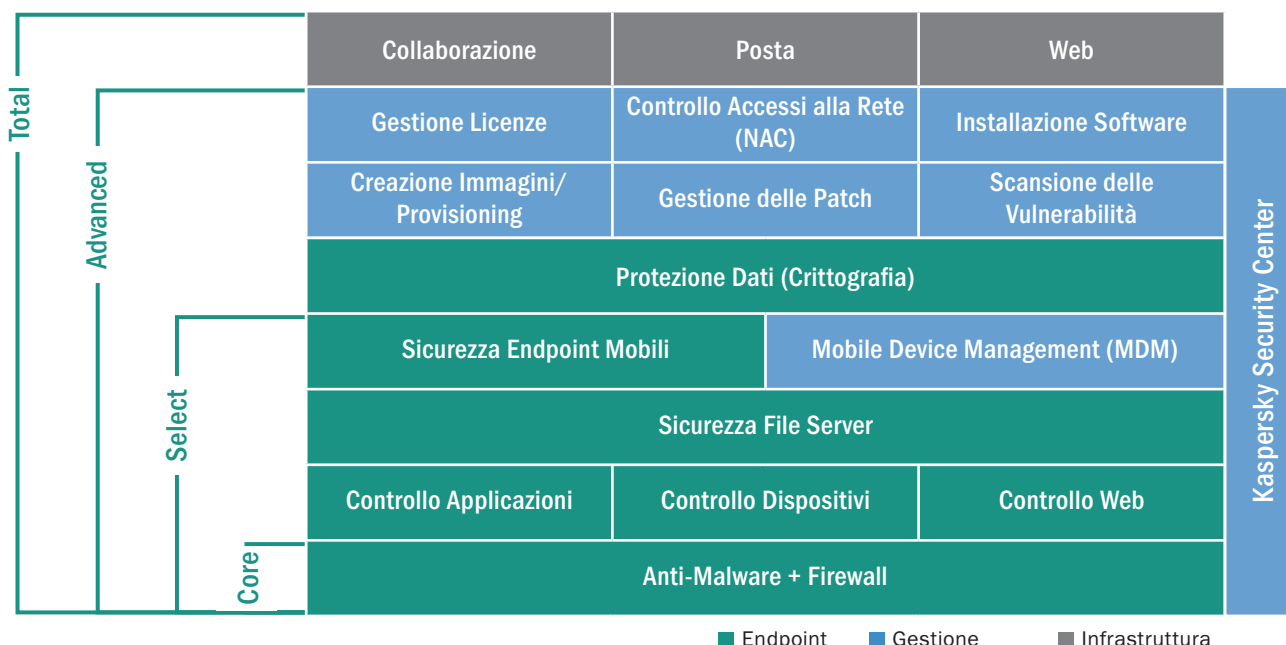 Collaborazione
Posta
Web
Total
Advanced
Gestione Licenze
Controllo Accessi alla Rete
(NAC)
Installazione Software
Creazione Immagini/
Provisioning
Gestione delle Patch
Scansione delle
Vulnerabilità
Protezione Dati (Crittografia)
Kaspersky Security Center
Select
Sicurezza Endpoint Mobili
Mobile Device Management (MDM)
Sicurezza File Server
Controllo Applicazioni
Controllo Dispositivi
Controllo Web
Core
Anti-Malware + Firewall
Endpoint
Gestione
Infrastruttura